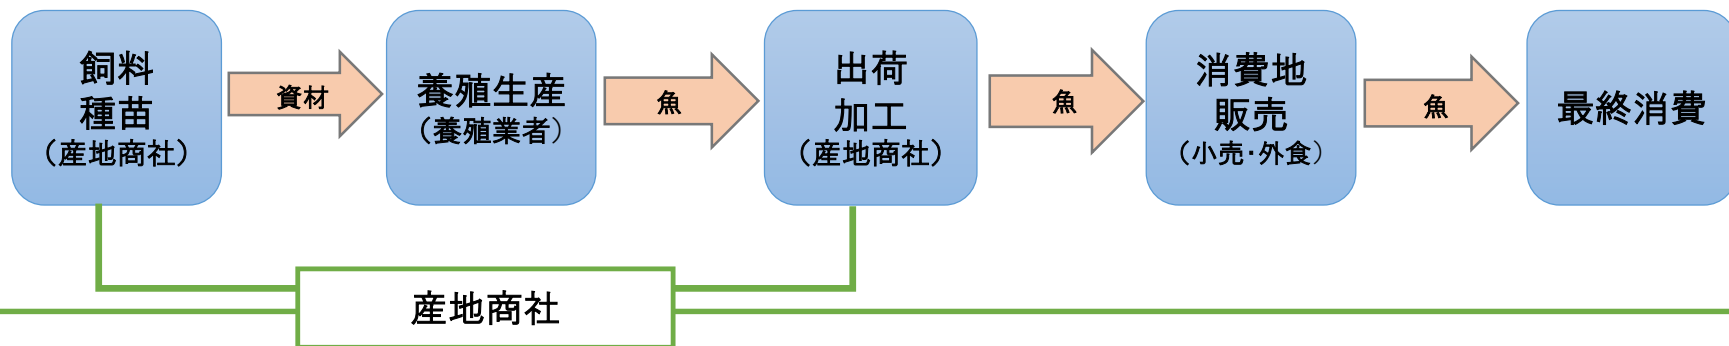 飼料
種苗
（産地商社）
資材
養殖生産
（養殖業者）
魚
出荷
加工
（産地商社）
魚
消費地
販売
（小売・外食）
魚
最終消費
産地商社